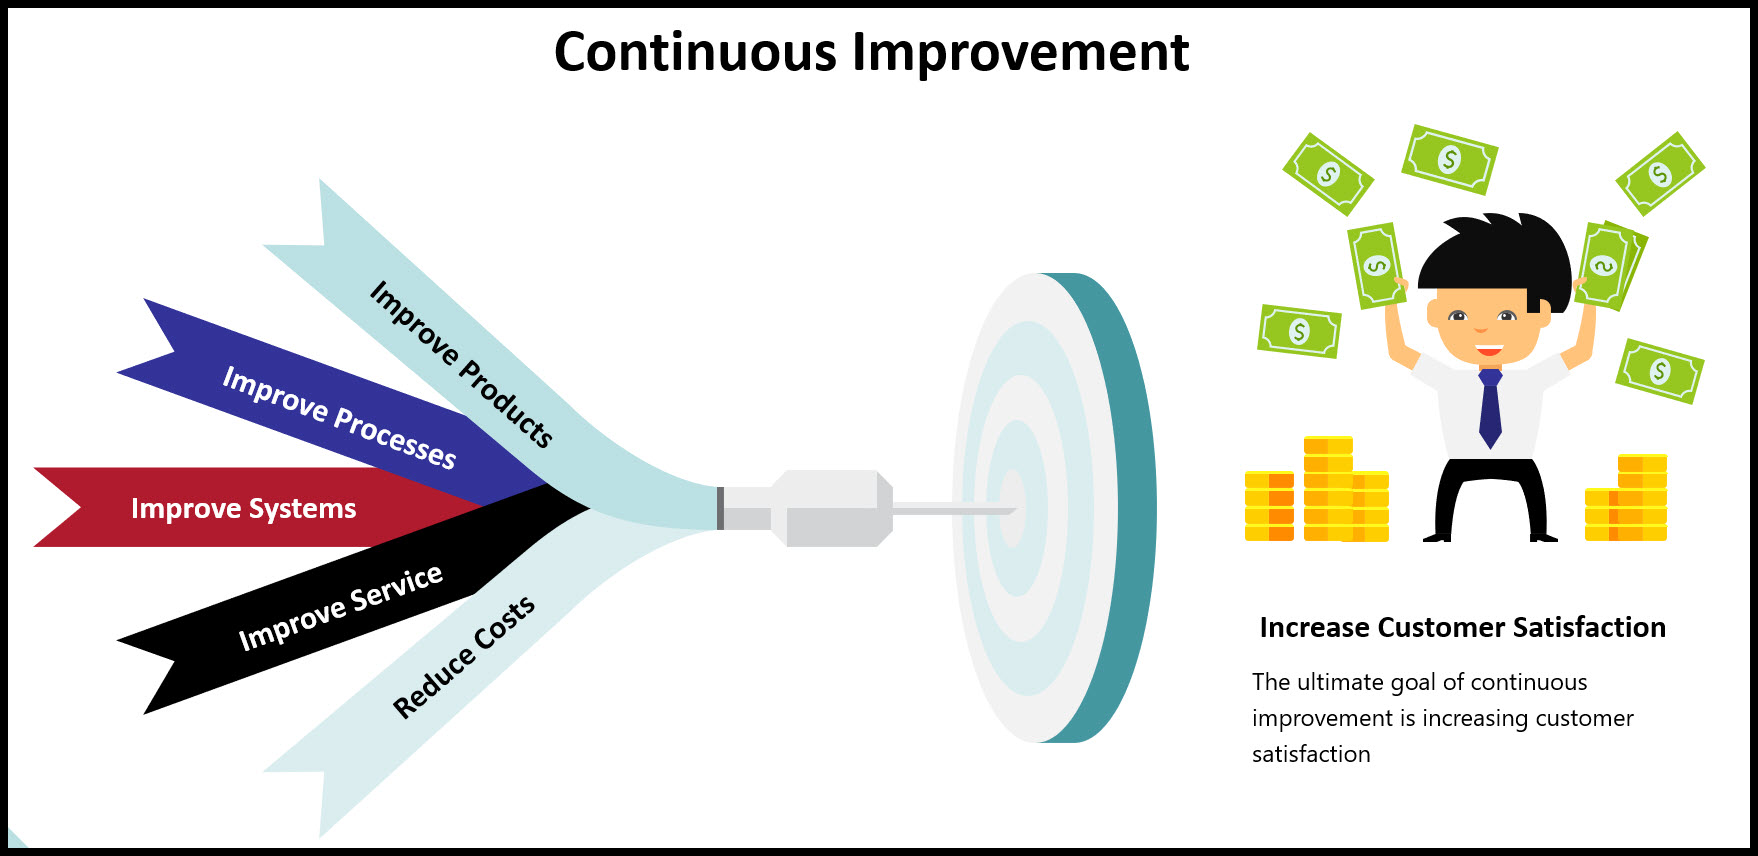 Continuous Improvement
Improve Products
Improve Processes
Improve Systems
Improve Service
Reduce Costs
$
$
$
$
$
$
$
$
Increase Customer Satisfaction
The ultimate goal of continuous
improvement is increasing customer
satisfaction